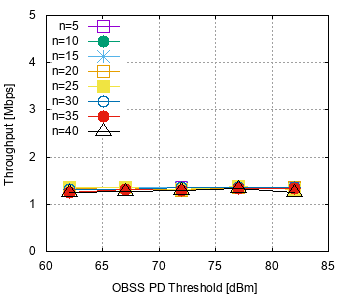 5
4
3
2
1
0
Throughput [Mbps]
n=5
n=10
n=15
n=20
n=25
n=30
n=35
n=40
60 65 70 75 80 85
OBSS PD Threshold [dBm]